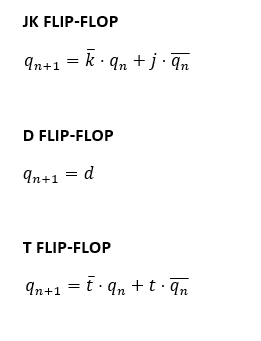 JK FLIP-FLOP
qₙ₊₁ = k̄ · qₙ + j · q̅ₙ̅
D FLIP-FLOP
qₙ₊₁ = d
T FLIP-FLOP
qₙ₊₁ = t̄ · qₙ + t · q̅ₙ̅